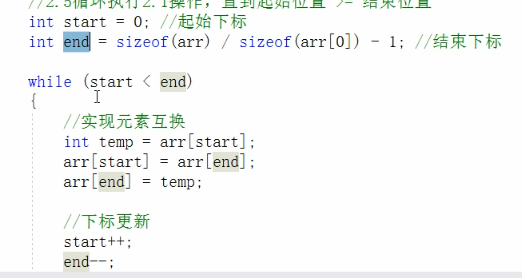 //2.5循环执行2.1操作，直到起始位置 >= 结束位置
int start = 0; //起始下标
int end = sizeof(arr) / sizeof(arr[0]) - 1; //结束下标
while (start < end)
{
//实现元素互换
int temp = arr[start];
arr[start] = arr[end];
arr[end] = temp;
//下标更新
start++;
end--;